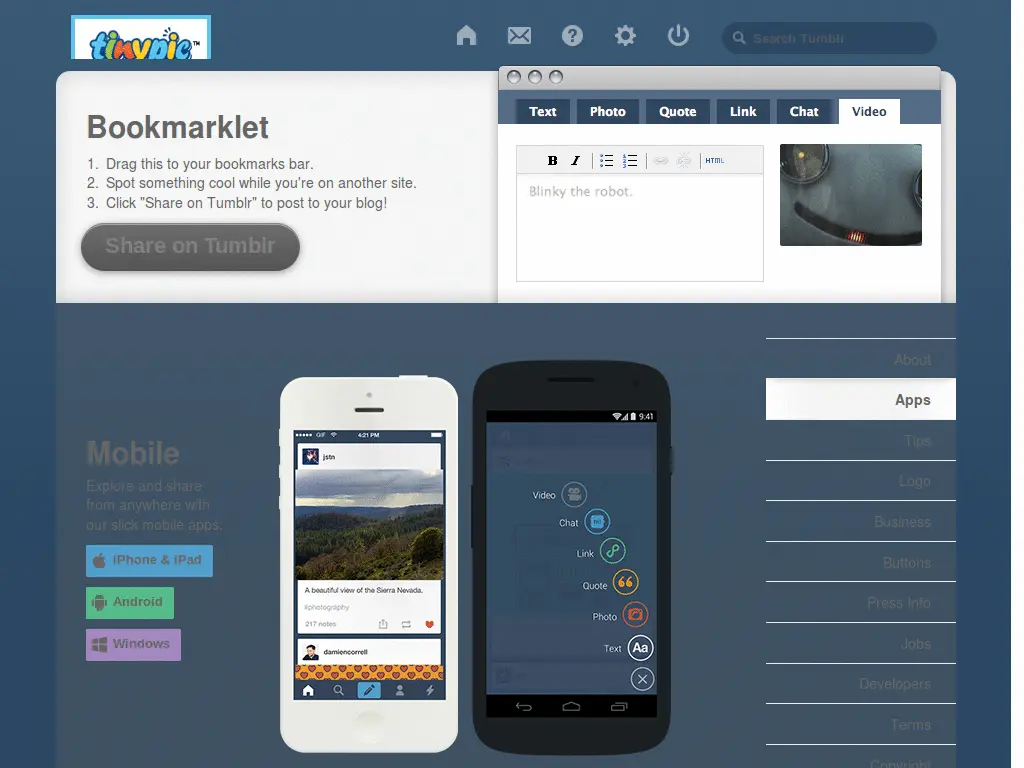 tinypic™
Search Tumblr
Bookmarklet
1. Drag this to your bookmarks bar.
2. Spot something cool while you're on another site.
3. Click "Share on Tumblr" to post to your blog!
Share on Tumblr
Text Photo Quote Link Chat Video
B I HTML
Blinky the robot.
Mobile
Explore and share
from anywhere with
our slick mobile apps.
iPhone & iPad
Android
Windows
GIF 4:21 PM
jstn
A beautiful view of the Sierra Nevada.
#photography
217 notes
damiencorrell
9:41
Video
Chat
Link
Quote
Photo
Text Aa
About
Apps
Tips
Logo
Business
Buttons
Press Info
Jobs
Developers
Terms
Copyright